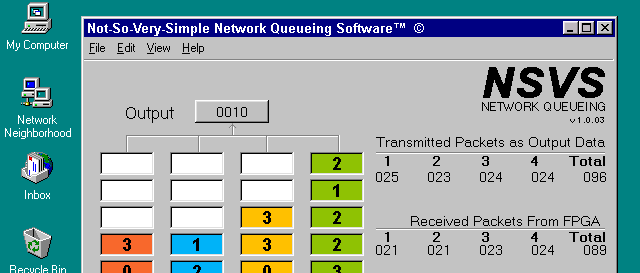 Not-So-Very-Simple Network Queueing Software™ ©
File Edit View Help
My Computer
Network
Neighborhood
Inbox
Recycle Bin
NSVS
NETWORK QUEUEING
v 1.0.03
Output 0010
2
1
3 2
3 1 3 2
0 2 0 3
Transmitted Packets as Output Data
1 2 3 4 Total
025 023 024 024 096
Received Packets From FPGA
1 2 3 4 Total
021 021 023 024 089